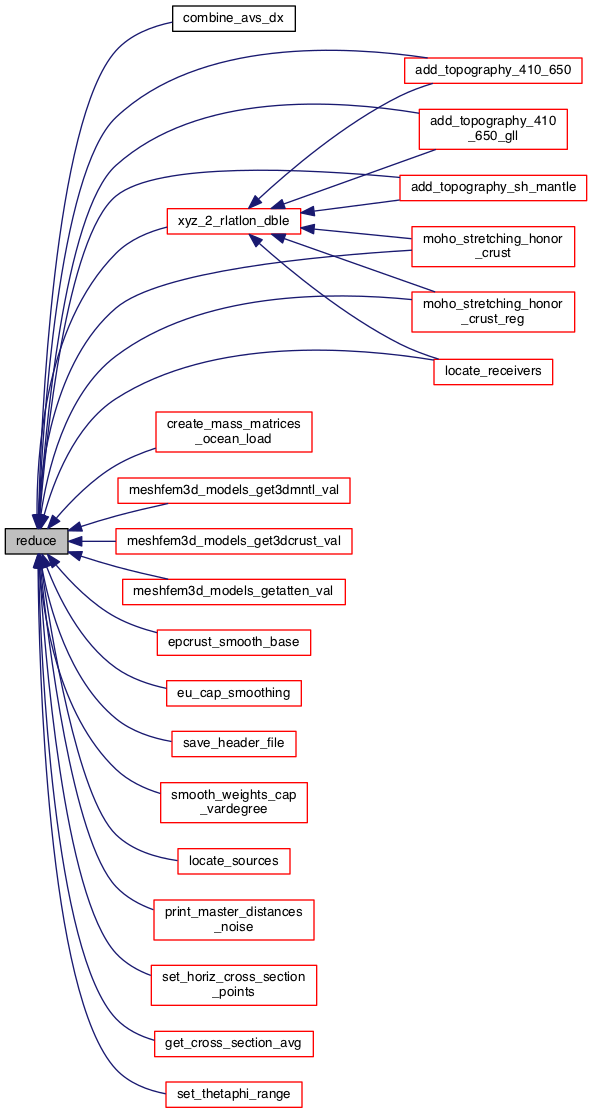 combine_avs_dx
add_topography_410_650
add_topography_410
_650_gll
add_topography_sh_mantle
xyz_2_rlatlon_dble
moho_stretching_honor
_crust
moho_stretching_honor
_crust_reg
locate_receivers
create_mass_matrices
_ocean_load
meshfem3d_models_get3dmntl_val
reduce
meshfem3d_models_get3dcrust_val
meshfem3d_models_getatten_val
epcrust_smooth_base
eu_cap_smoothing
save_header_file
smooth_weights_cap
_vardegree
locate_sources
print_master_distances
_noise
set_horiz_cross_section
_points
get_cross_section_avg
set_thetaphi_range